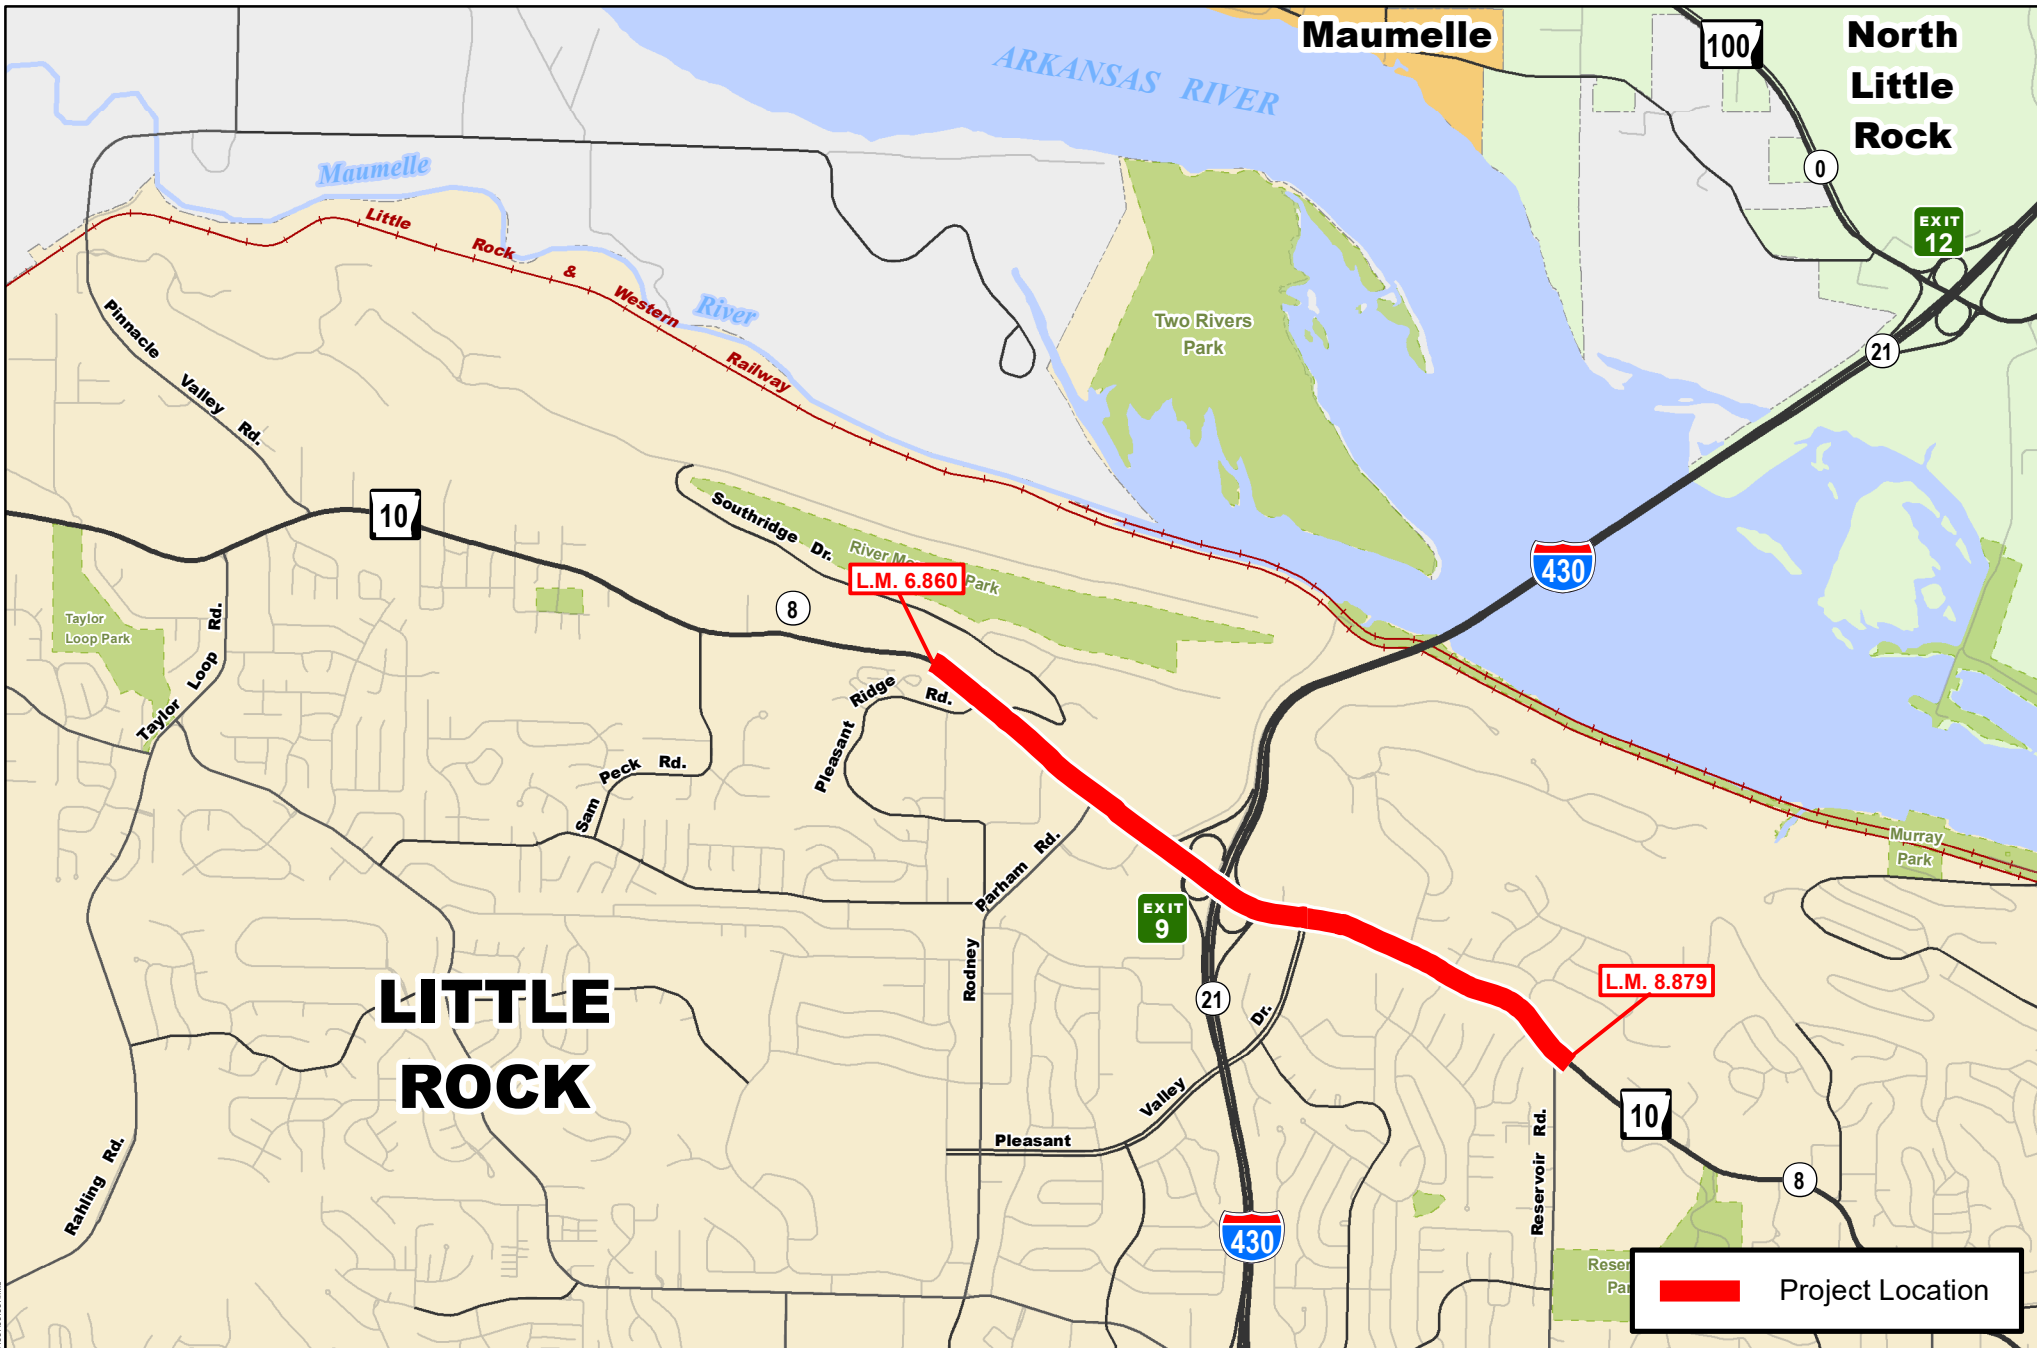 Maumelle
100
North
Little
Rock
ARKANSAS RIVER
0
EXIT
12
Maumelle
Little Rock & Western Railway
River
Two Rivers
Park
21
Pinnacle Valley Rd.
10
Southridge Dr.
Park
L.M. 6.860
430
8
Taylor
Loop Park
Taylor Loop Rd.
Pleasant Ridge Rd.
Sam Peck Rd.
Murray
Park
Rodney Parham Rd.
EXIT
9
L.M. 8.879
LITTLE
ROCK
21
Pleasant Valley Dr.
10
Reservoir Rd.
8
Rahling Rd.
430
Project Location